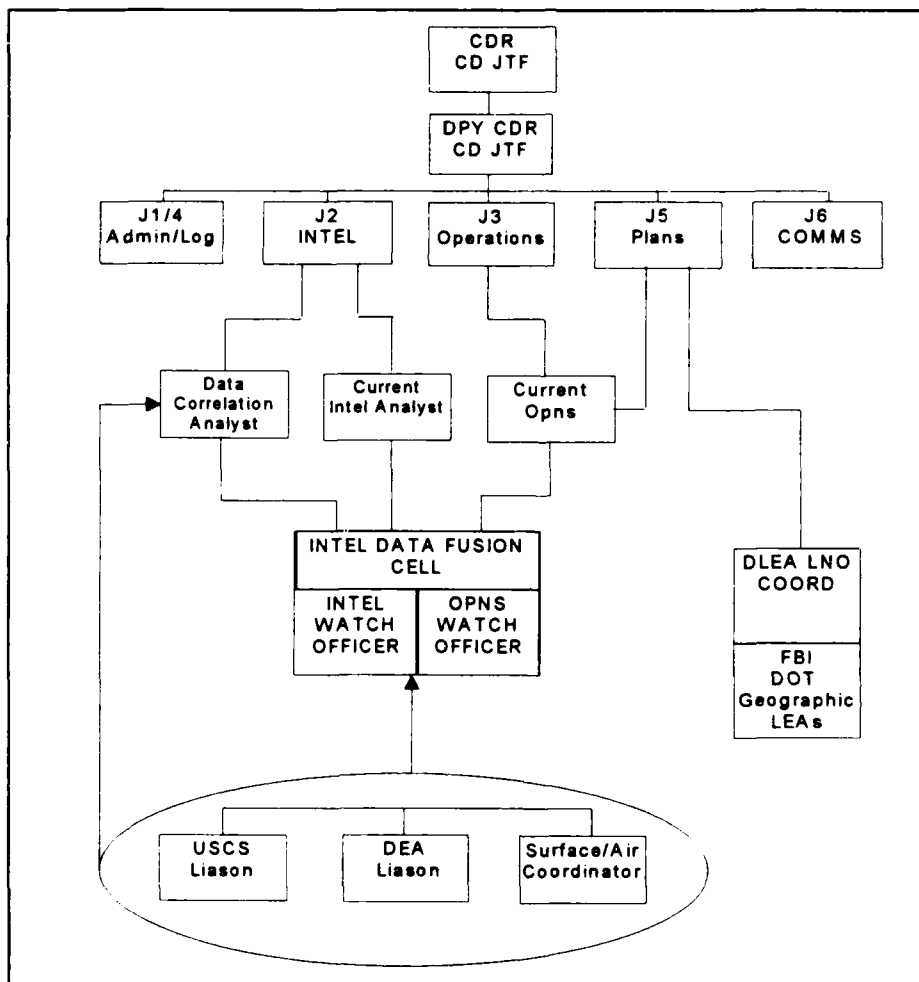 CDR
CD JTF
DPY CDR
CD JTF
J1/4
Admin/Log
J2
INTEL
J3
Operations
J5
Plans
J6
COMMS
Data
Correlation
Analyst
Current
Intel Analyst
Current
Opns
INTEL DATA FUSION
CELL
INTEL
WATCH
OFFICER
OPNS
WATCH
OFFICER
DLEA LNO
COORD
FBI
DOT
Geographic
LEAs
USCS
Liason
DEA
Liason
Surface/Air
Coordinator